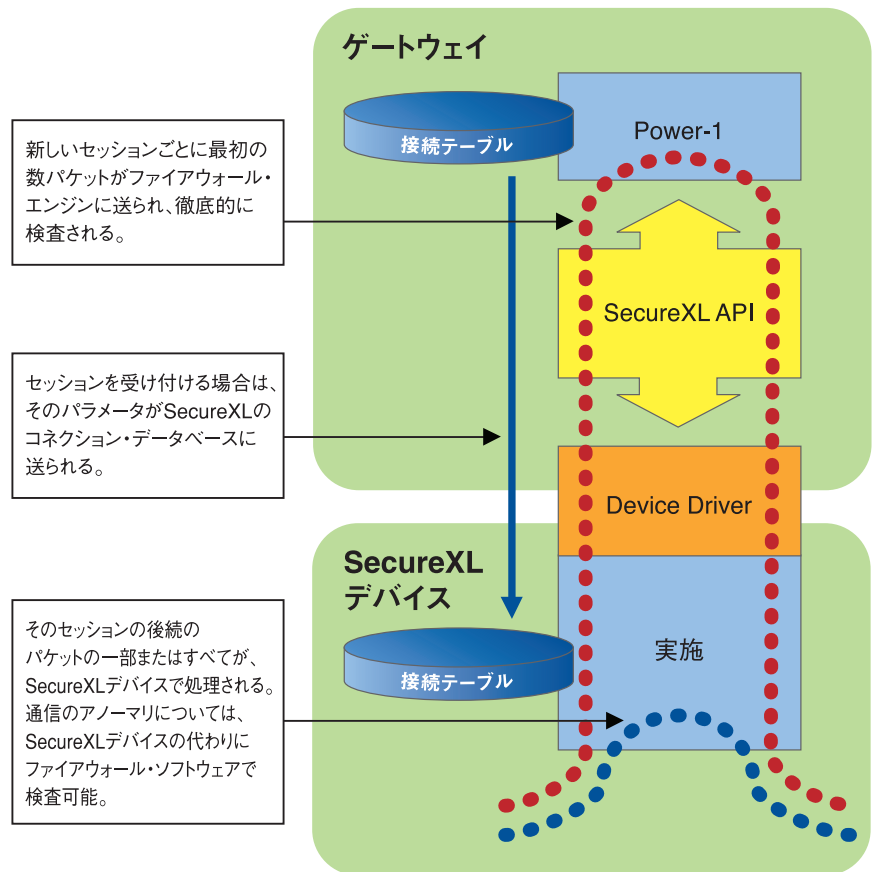 ゲートウェイ
接続テーブル
Power-1
新しいセッションごとに最初の
数パケットがファイアウォール・
エンジンに送られ、徹底的に
検査される。
SecureXL API
セッションを受け付ける場合は、
そのパラメータがSecureXLの
コネクション・データベースに
送られる。
Device Driver
SecureXL
デバイス
接続テーブル
実施
そのセッションの後続の
パケットの一部またはすべてが、
SecureXLデバイスで処理される。
通信のアノーマリについては、
SecureXLデバイスの代わりに
ファイアウォール・ソフトウェアで
検査可能。